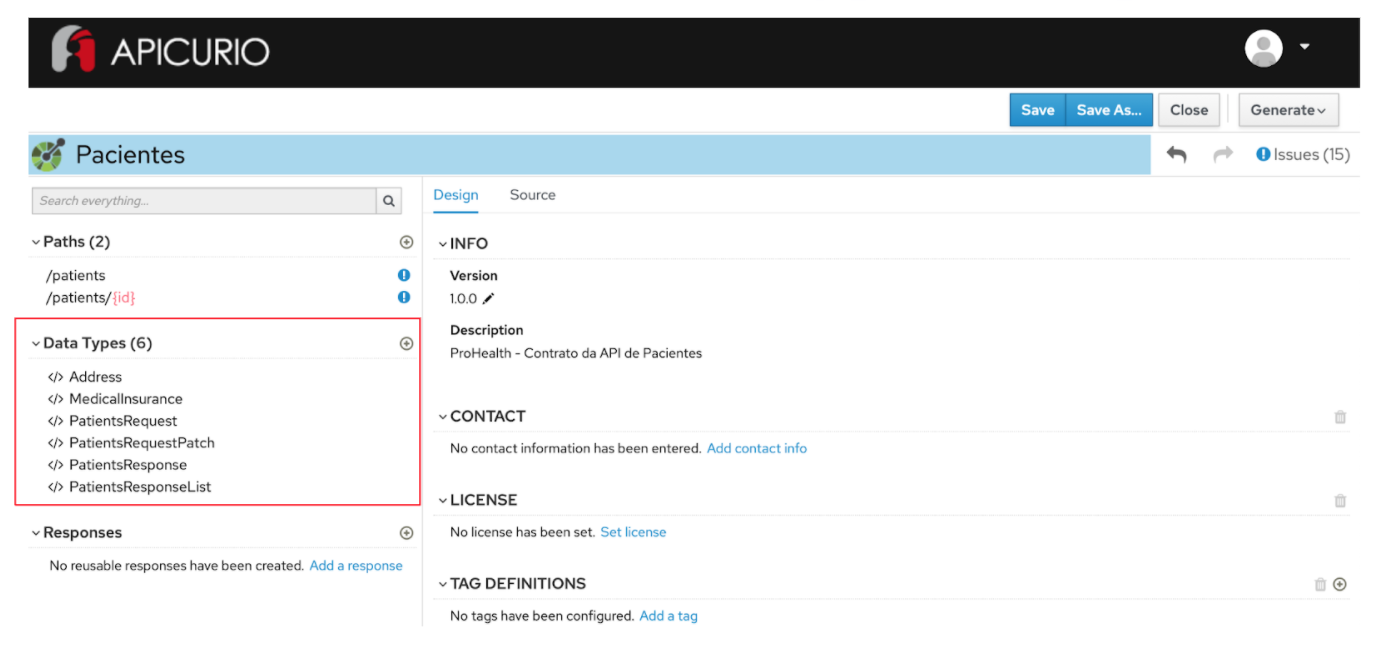 APICURIO
Save Save As... Close Generate
Pacientes
Issues (15)
Search everything...
Paths (2)
/patients
/patients/{id}
Data Types (6)
</> Address
</> MedicalInsurance
</> PatientsRequest
</> PatientsRequestPatch
</> PatientsResponse
</> PatientsResponseList
Responses
No reusable responses have been created. Add a response
Design Source
INFO
Version
1.0.0
Description
ProHealth - Contrato da API de Pacientes
CONTACT
No contact information has been entered. Add contact info
LICENSE
No license has been set. Set license
TAG DEFINITIONS
No tags have been configured. Add a tag